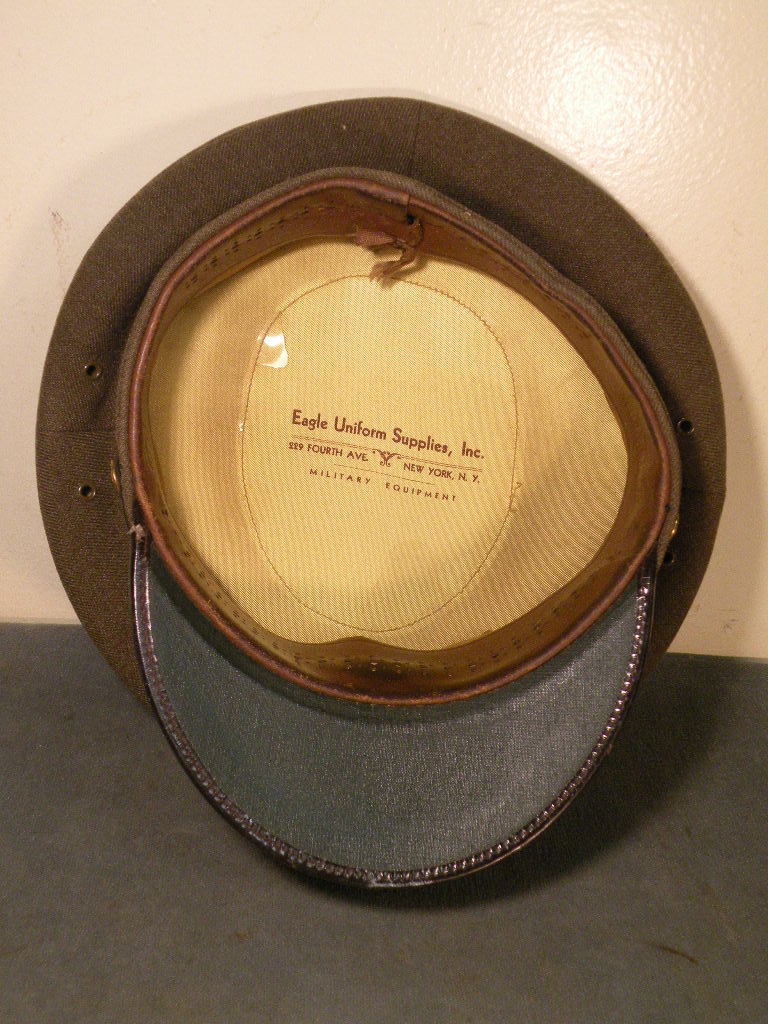 Eagle Uniform Supplies, Inc.
229 FOURTH AVE. NEW YORK, N. Y.
MILITARY EQUIPMENT